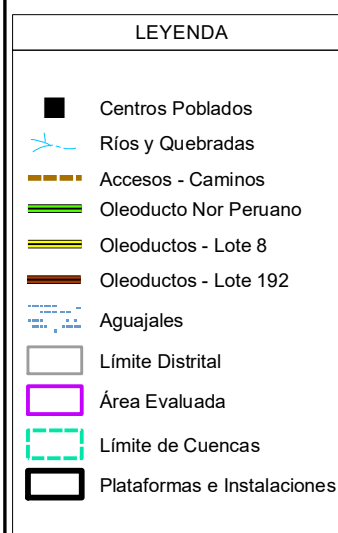 LEYENDA
Centros Poblados
Ríos y Quebradas
Accesos - Caminos
Oleoducto Nor Peruano
Oleoductos - Lote 8
Oleoductos - Lote 192
Aguajales
Límite Distrital
Área Evaluada
Límite de Cuencas
Plataformas e Instalaciones